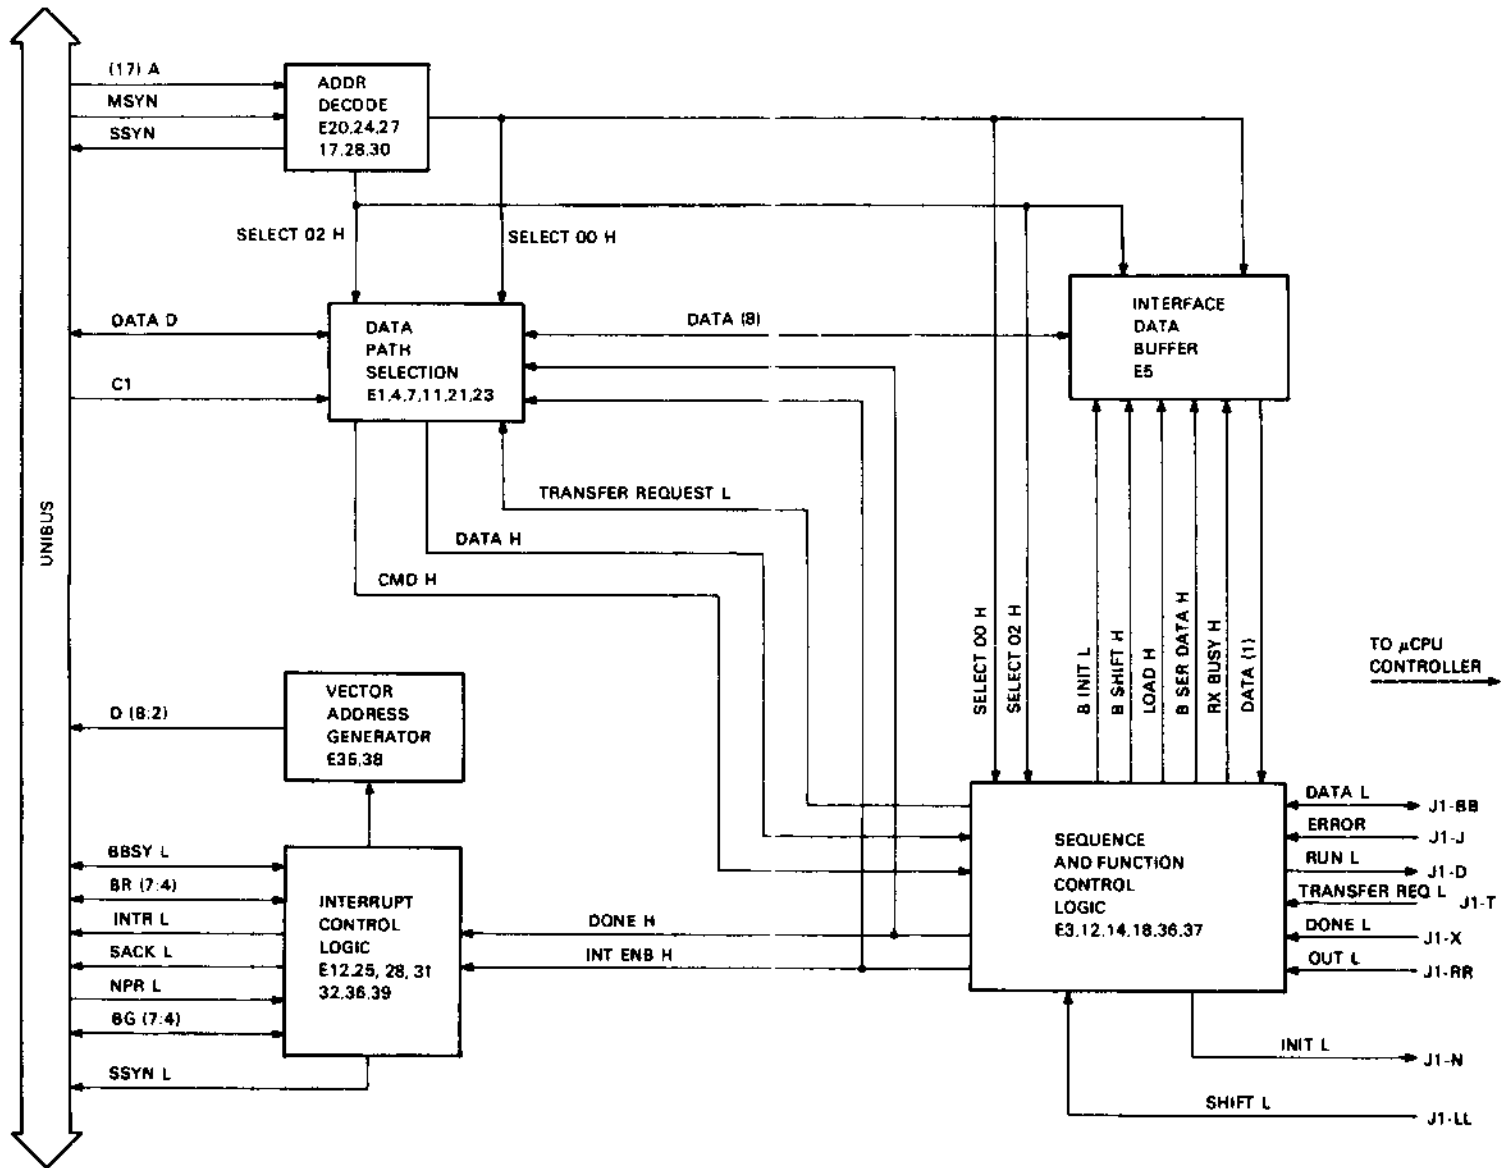 (17) A
MSYN
SSYN
ADDR
DECODE
E20,24,27
17,28,30
SELECT 02 H
SELECT 00 H
DATA D
C1
DATA
PATH
SELECTION
E1,4,7,11,21,23
DATA (8)
INTERFACE
DATA
BUFFER
E5
TRANSFER REQUEST L
DATA H
CMD H
UNIBUS
SELECT 00 H
SELECT 02 H
B INIT L
B SHIFT H
LOAD H
B SER DATA H
RX BUSY H
DATA (1)
TO μCPU
CONTROLLER
D (8:2)
VECTOR
ADDRESS
GENERATOR
E35,38
BBSY L
BR (7:4)
INTR L
SACK L
NPR L
BG (7:4)
SSYN L
INTERRUPT
CONTROL
LOGIC
E12,25, 28, 31
32,36,39
DONE H
INT ENB H
SEQUENCE
AND FUNCTION
CONTROL
LOGIC
E3,12,14,18,36,37
DATA L
J1-BB
ERROR
J1-J
RUN L
J1-D
TRANSFER REQ L
J1-T
DONE L
J1-X
OUT L
J1-RR
INIT L
J1-N
SHIFT L
J1-LL